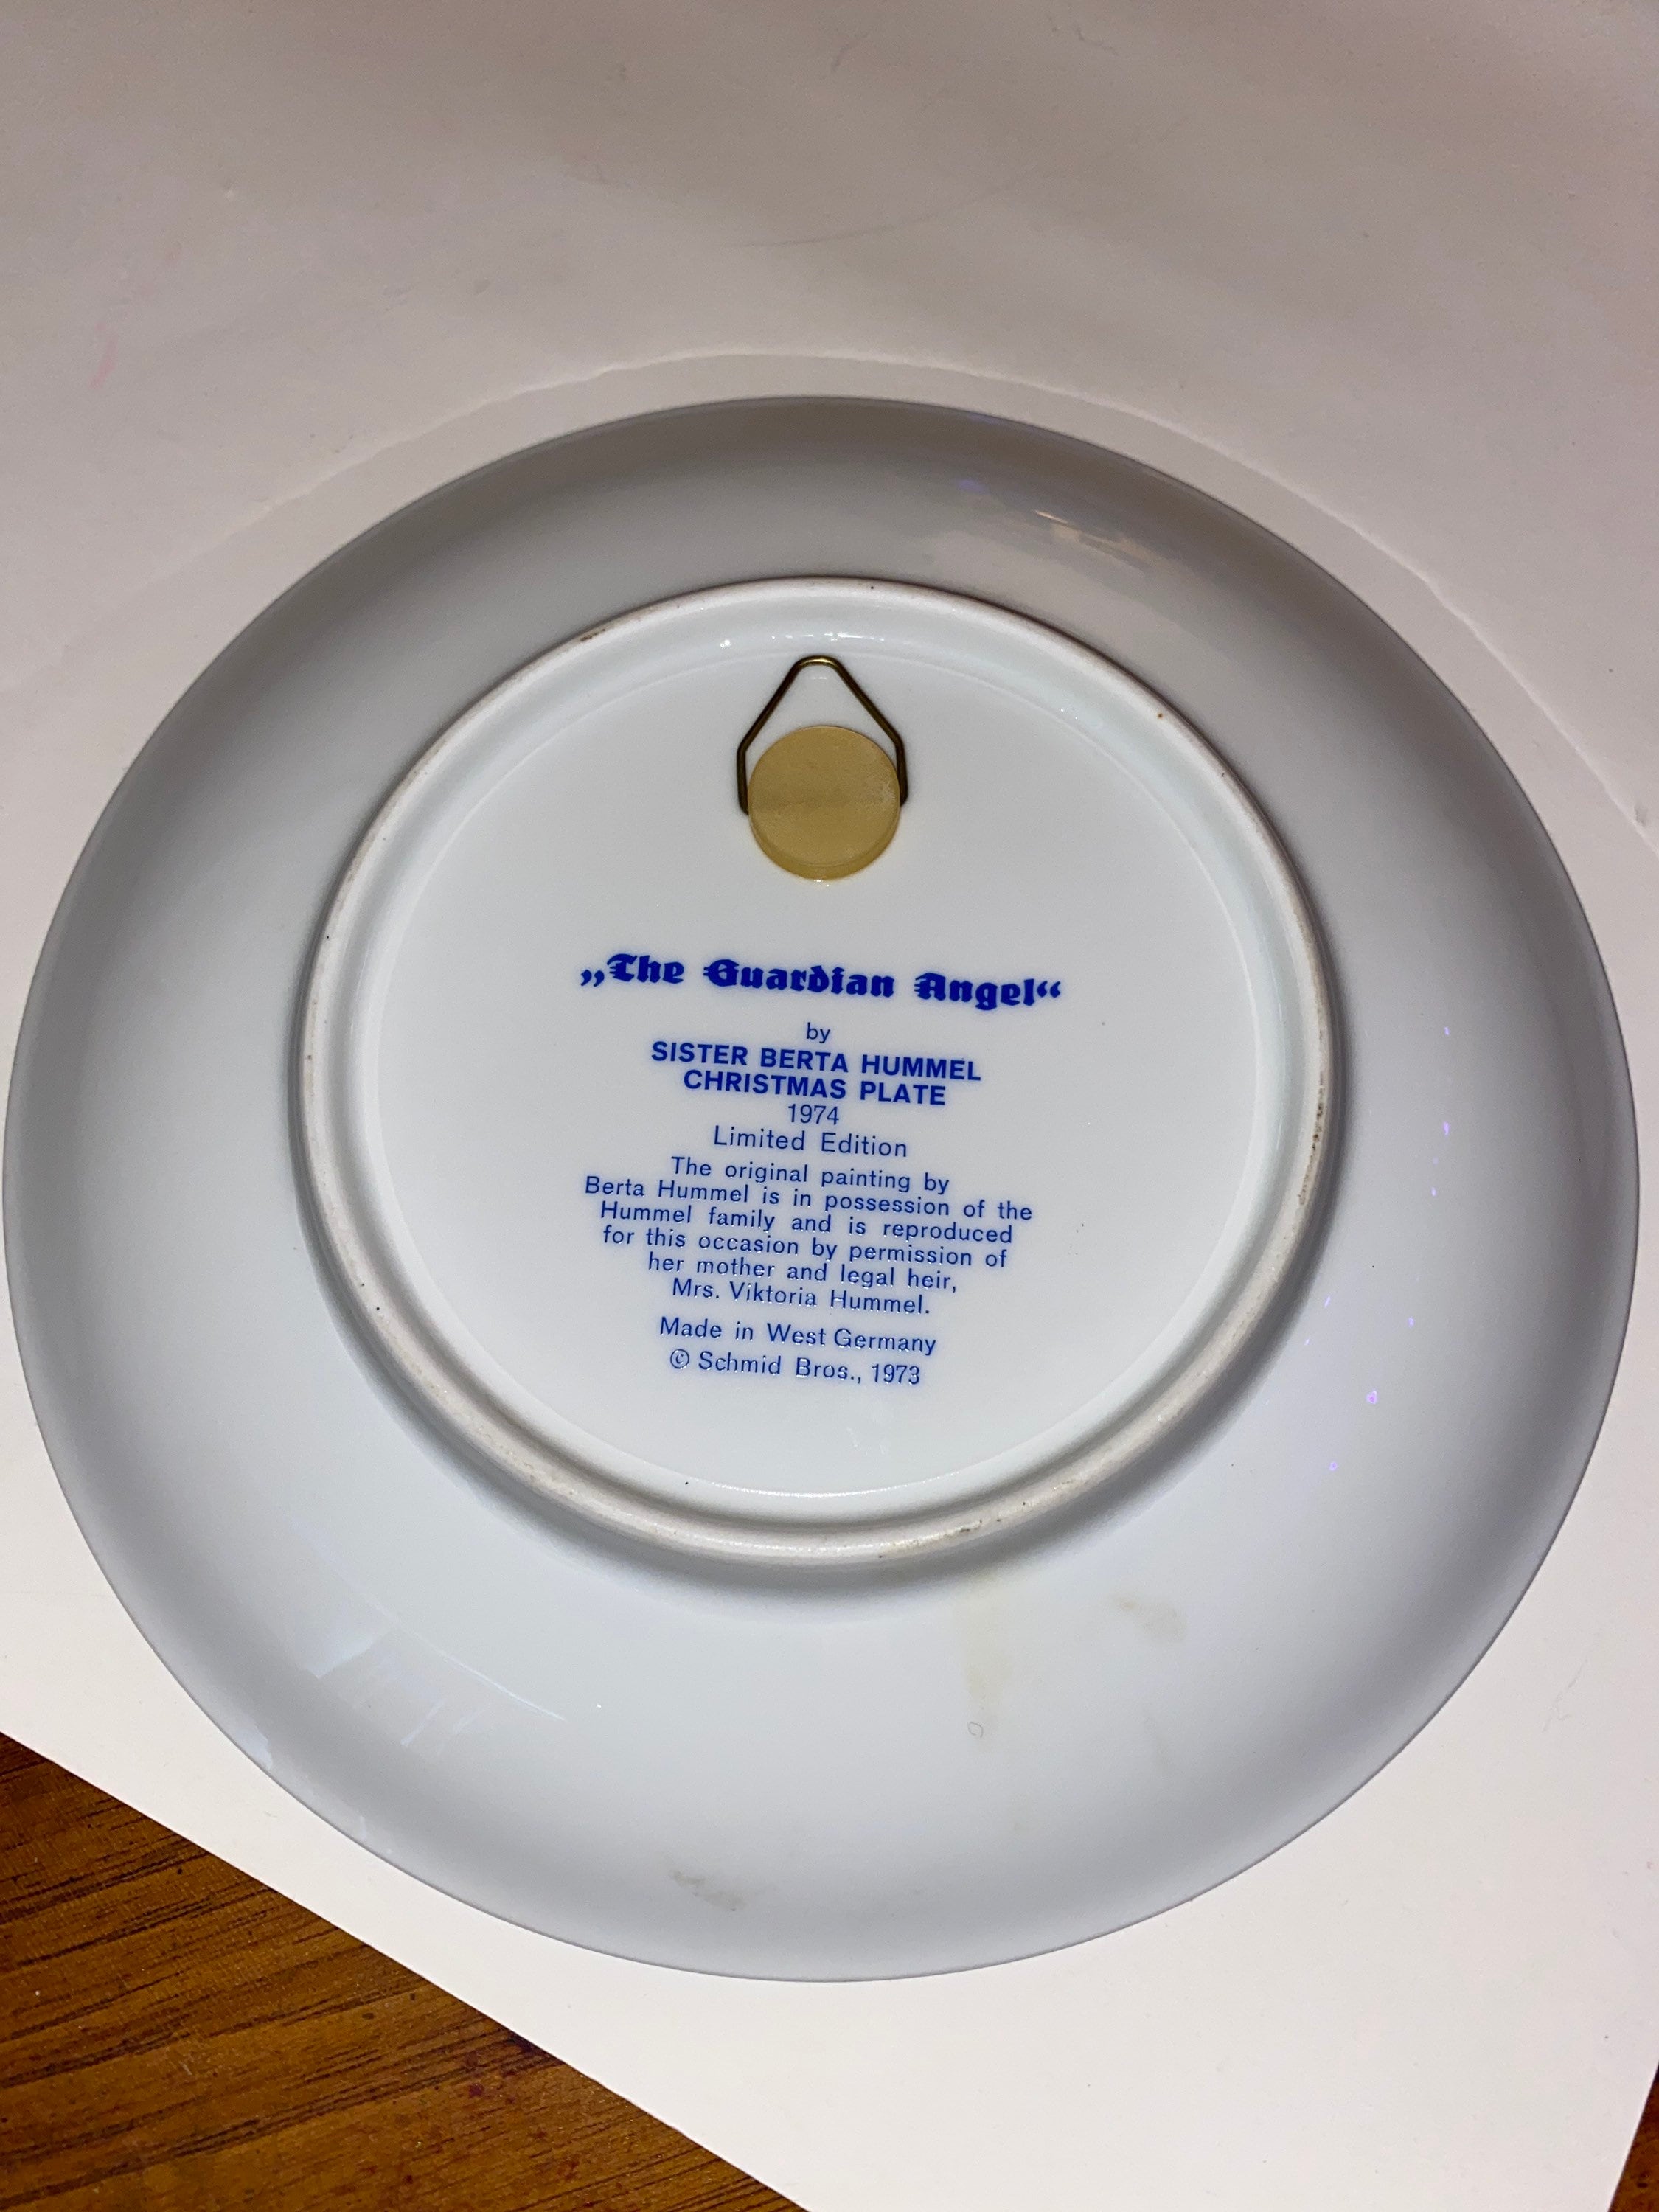 „The Guardian Angel“
by
SISTER BERTA HUMMEL
CHRISTMAS PLATE
1974
Limited Edition
The original painting by
Berta Hummel is in possession of the
Hummel family and is reproduced
for this occasion by permission of
her mother and legal heir,
Mrs. Viktoria Hummel.
Made in West Germany
© Schmid Bros., 1973